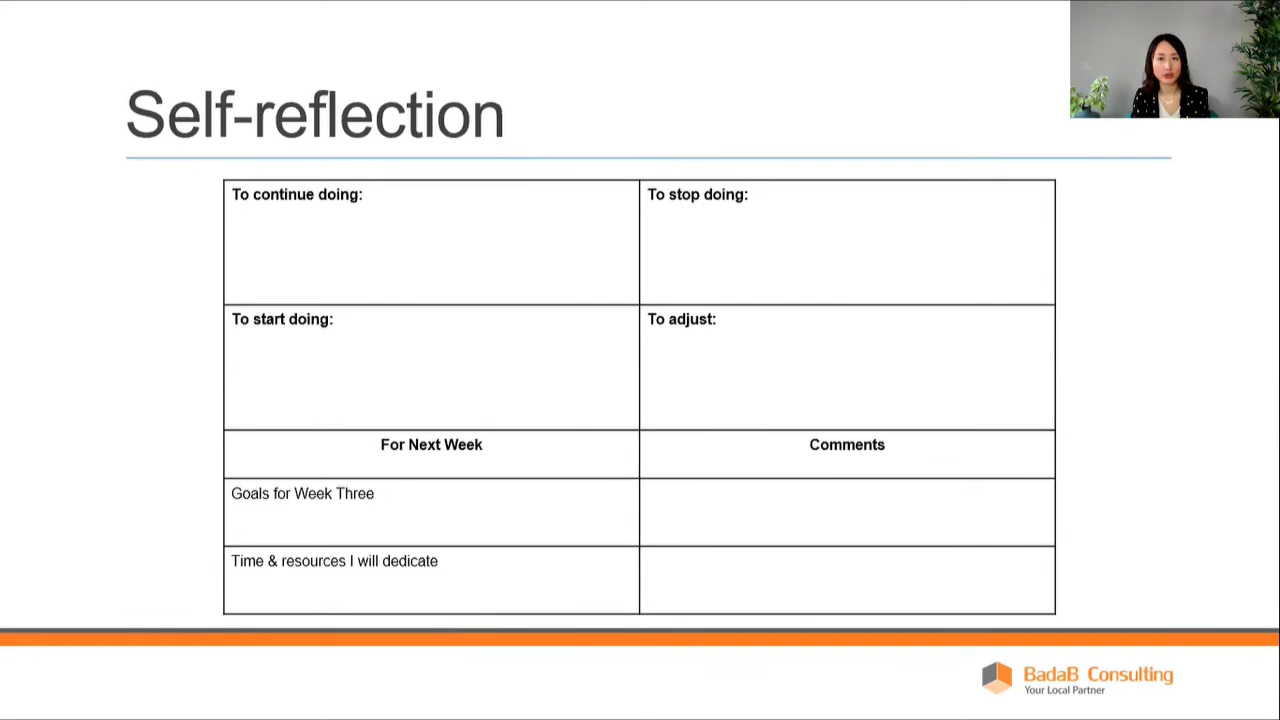 Self-reflection
To continue doing:
To stop doing:
To start doing:
To adjust:
For Next Week
Comments
Goals for Week Three
Time & resources I will dedicate
BadaB Consulting
Your Local Partner